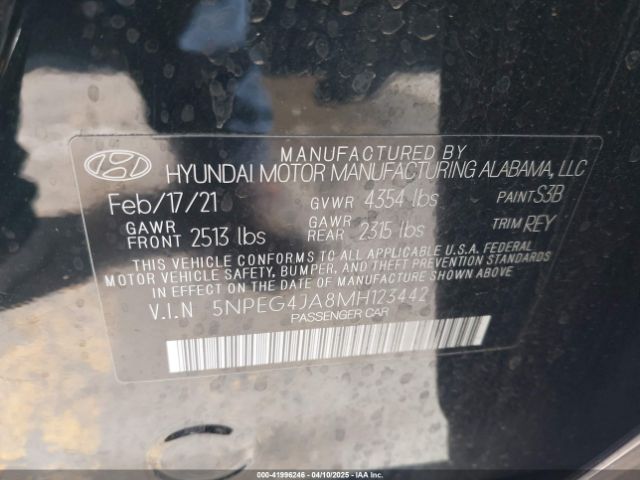 MANUFACTURED BY
HYUNDAI MOTOR MANUFACTURING ALABAMA, LLC
Feb/17/21 GVWR 4354 lbs PAINT S3B
GAWR FRONT 2513 lbs GAWR REAR 2315 lbs TRIM REY
THIS VEHICLE CONFORMS TO ALL APPLICABLE U.S.A. FEDERAL
MOTOR VEHICLE SAFETY, BUMPER, AND THEFT PREVENTION STANDARDS
IN EFFECT ON THE DATE OF MANUFACTURE SHOWN ABOVE
V.I.N 5NPEG4JA8MH123442
PASSENGER CAR
000-41996246 - 04/10/2025 - IAAI.COM